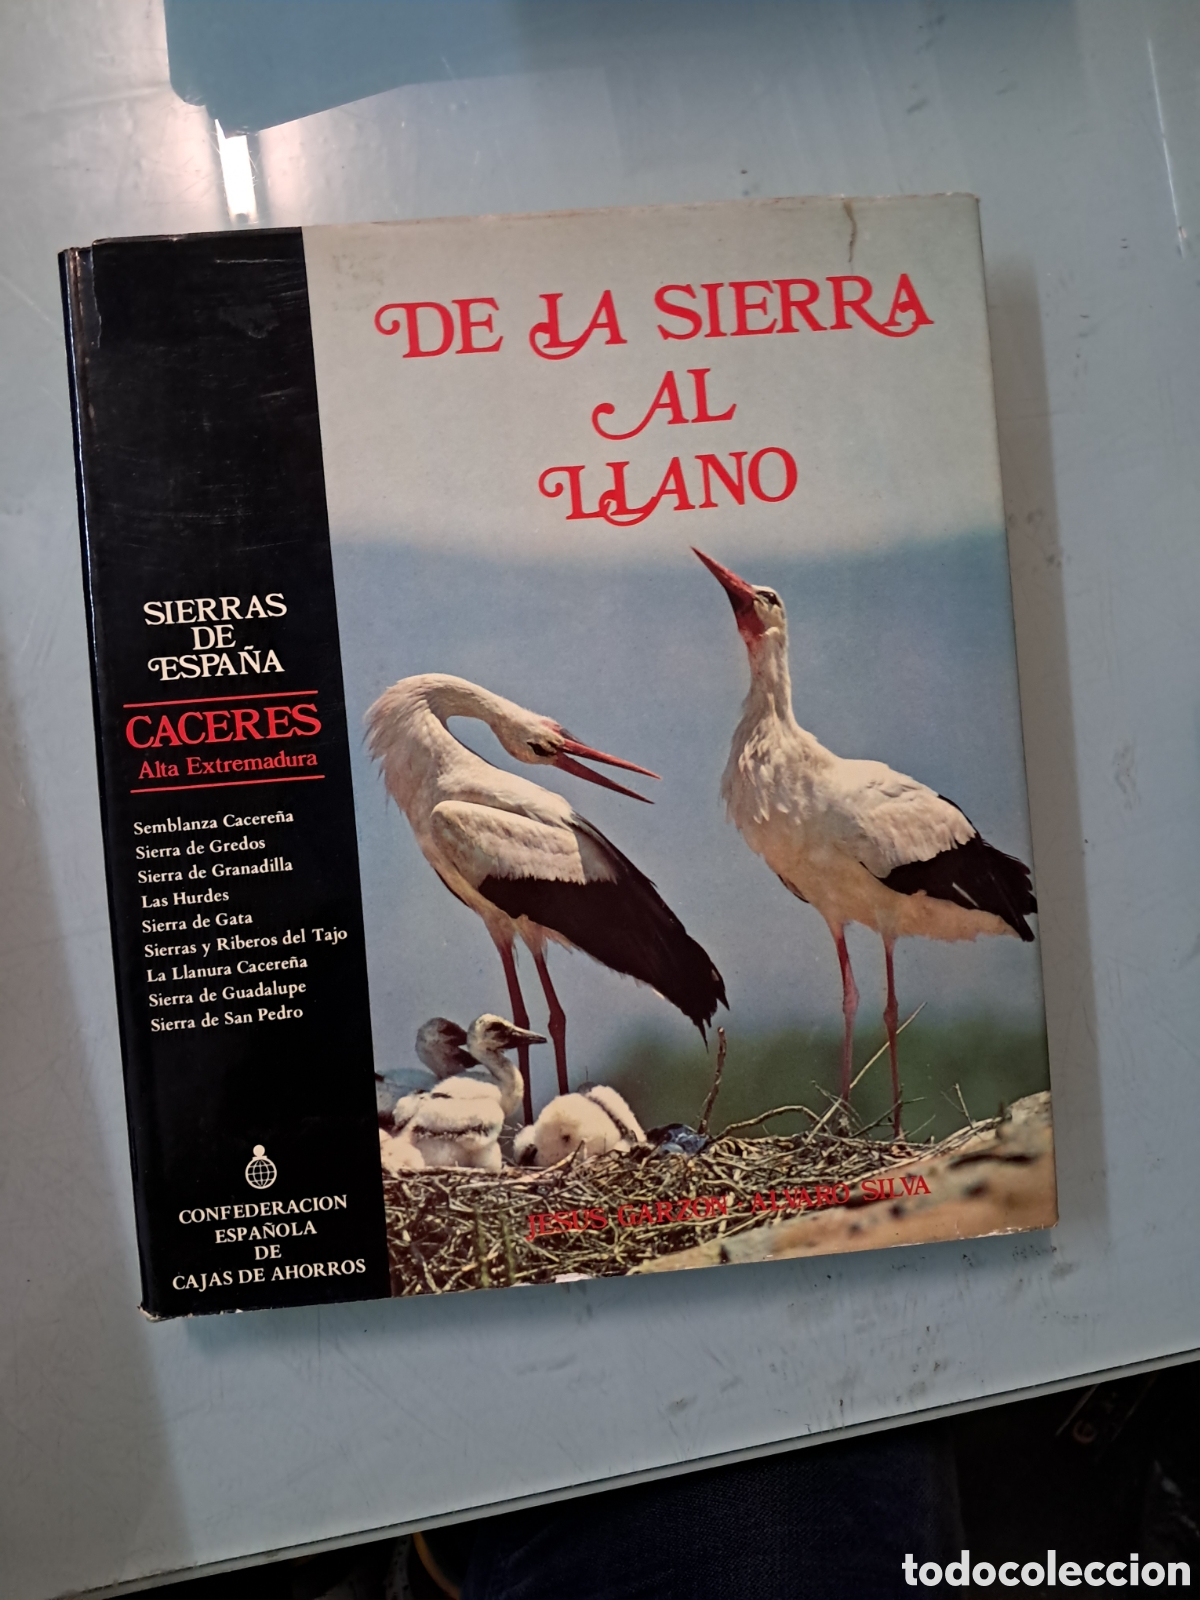 DE LA SIERRA
AL
LLANO
SIERRAS
DE
ESPAÑA
CACERES
Alta Extremadura
Semblanza Cacereña
Sierra de Gredos
Sierra de Granadilla
Las Hurdes
Sierra de Gata
Sierras y Riberos del Tajo
La Llanura Cacereña
Sierra de Guadalupe
Sierra de San Pedro
CONFEDERACION
ESPAÑOLA
DE
CAJAS DE AHORROS
JESUS GARZON - ALVARO SILVA
todocoleccion